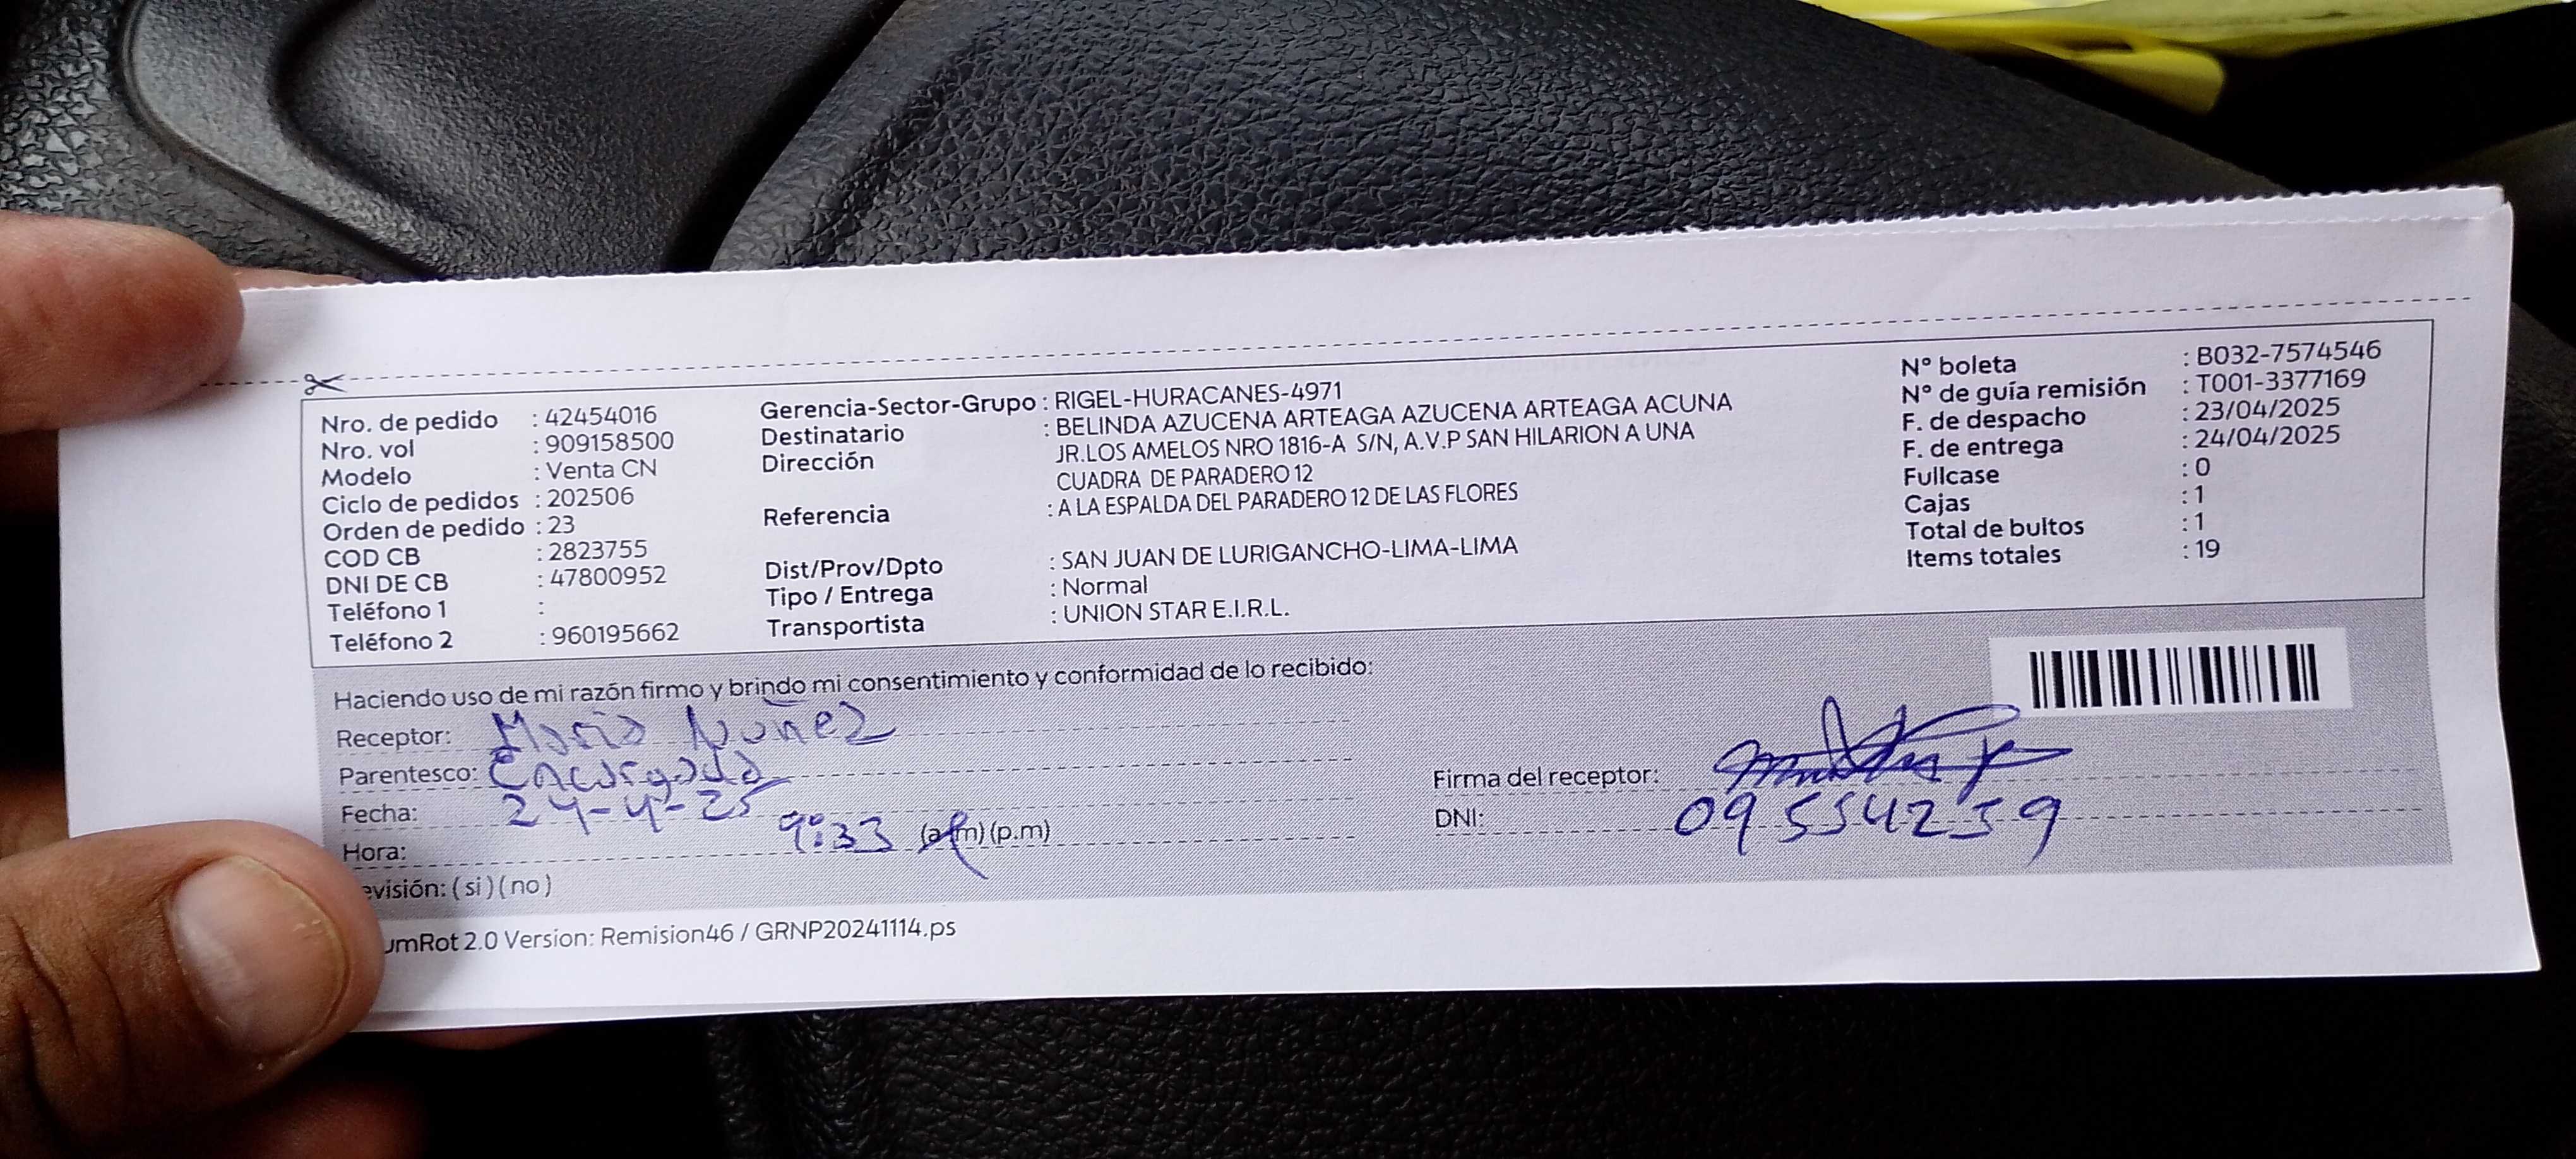 Nro. de pedido : 42454016
Nro. vol : 909158500
Modelo : Venta CN
Ciclo de pedidos : 202506
Orden de pedido : 23
COD CB : 2823755
DNI DE CB : 47800952
Teléfono 1 :
Teléfono 2 : 960195662
Gerencia-Sector-Grupo : RIGEL-HURACANES-4971
Destinatario : BELINDA AZUCENA ARTEAGA AZUCENA ARTEAGA ACUNA
Dirección JR.LOS AMELOS NRO 1816-A S/N, A.V.P SAN HILARION A UNA
CUADRA DE PARADERO 12
Referencia : A LA ESPALDA DEL PARADERO 12 DE LAS FLORES
Dist/Prov/Dpto : SAN JUAN DE LURIGANCHO-LIMA-LIMA
Tipo / Entrega : Normal
Transportista : UNION STAR E.I.R.L.
N° boleta : B032-7574546
N° de guía remisión : T001-3377169
F. de despacho : 23/04/2025
F. de entrega : 24/04/2025
Fullcase : 0
Cajas : 1
Total de bultos : 1
Items totales : 19
Haciendo uso de mi razón firmo y brindo mi consentimiento y conformidad de lo recibido:
Receptor: Maria Nuñez
Parentesco: Encargada
Fecha: 24-4-25
Hora: 9:33 (a.m) (p.m)
evisión: ( si ) ( no )
Firma del receptor:
DNI: 09554259
umRot 2.0 Version: Remision46 / GRNP20241114.ps